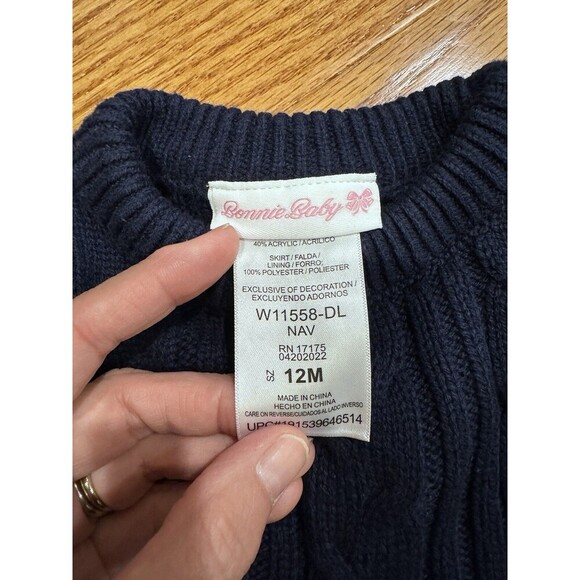 Bonnie Baby
40% ACRYLIC / ACRILICO
SKIRT / FALDA /
LINING / FORRO:
100% POLYESTER / POLIESTER
EXCLUSIVE OF DECORATION /
EXCLUYENDO ADORNOS
W11558-DL
NAV
RN 17175
04202022
SZ 12M
MADE IN CHINA
HECHO EN CHINA
CARE ON REVERSE/CUIDADOS AL LADO INVERSO
UPC#191539646514